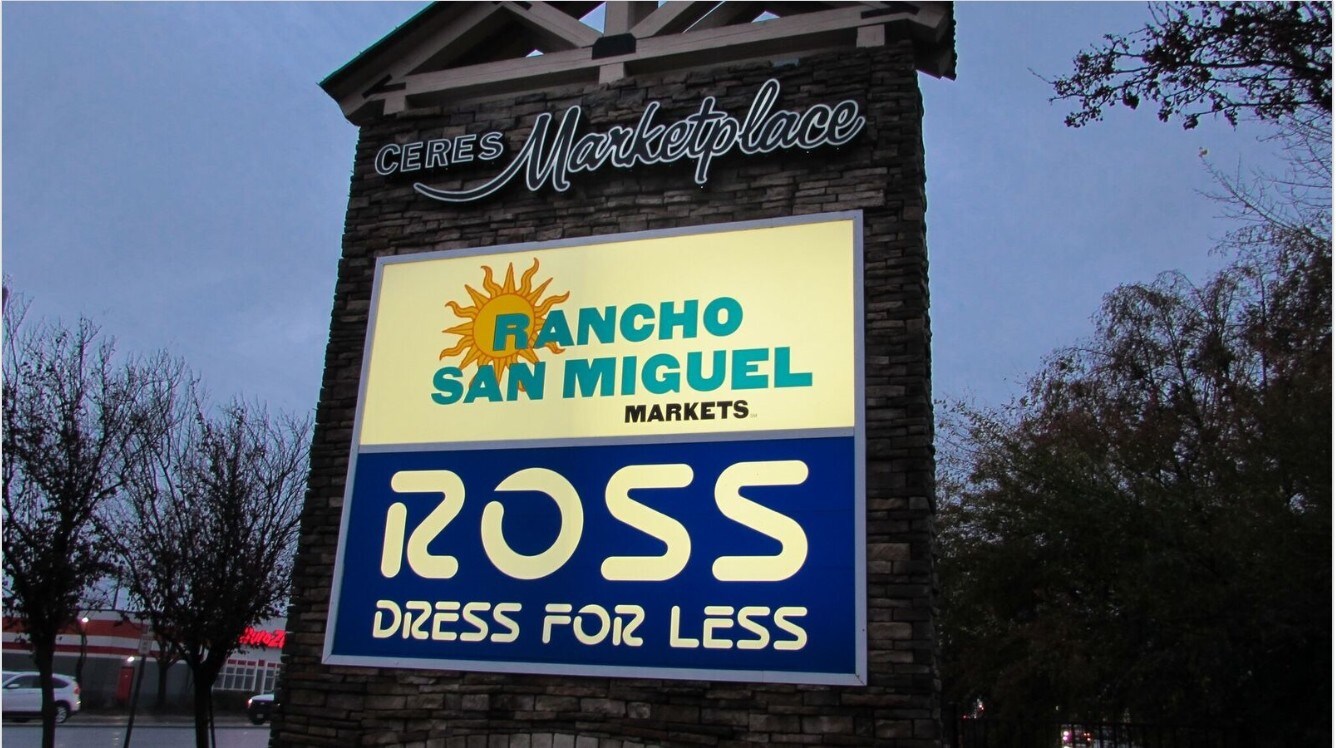 CERES Marketplace
RANCHO
SAN MIGUEL
MARKETS
ROSS
DRESS FOR LESS